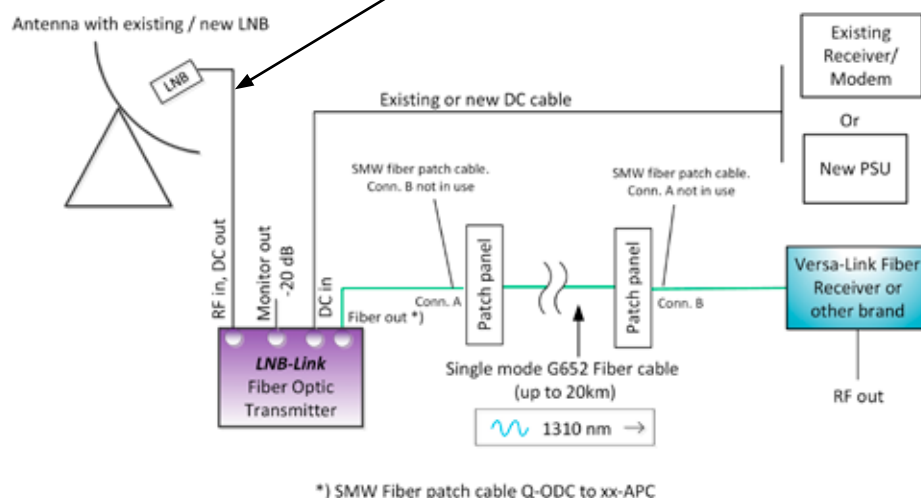 Antenna with existing / new LNB
LNB
Existing
Receiver/
Modem
Or
New PSU
Existing or new DC cable
SMW fiber patch cable.
Conn. B not in use
SMW fiber patch cable.
Conn. A not in use
RF in, DC out
Monitor out
-20 dB
DC in
Fiber out *)
Conn. A
Patch panel
Patch panel
Conn. B
Versa-Link Fiber
Receiver or
other brand
RF out
LNB-Link
Fiber Optic
Transmitter
Single mode G652 Fiber cable
(up to 20km)
1310 nm
*) SMW Fiber patch cable Q-ODC to xx-APC